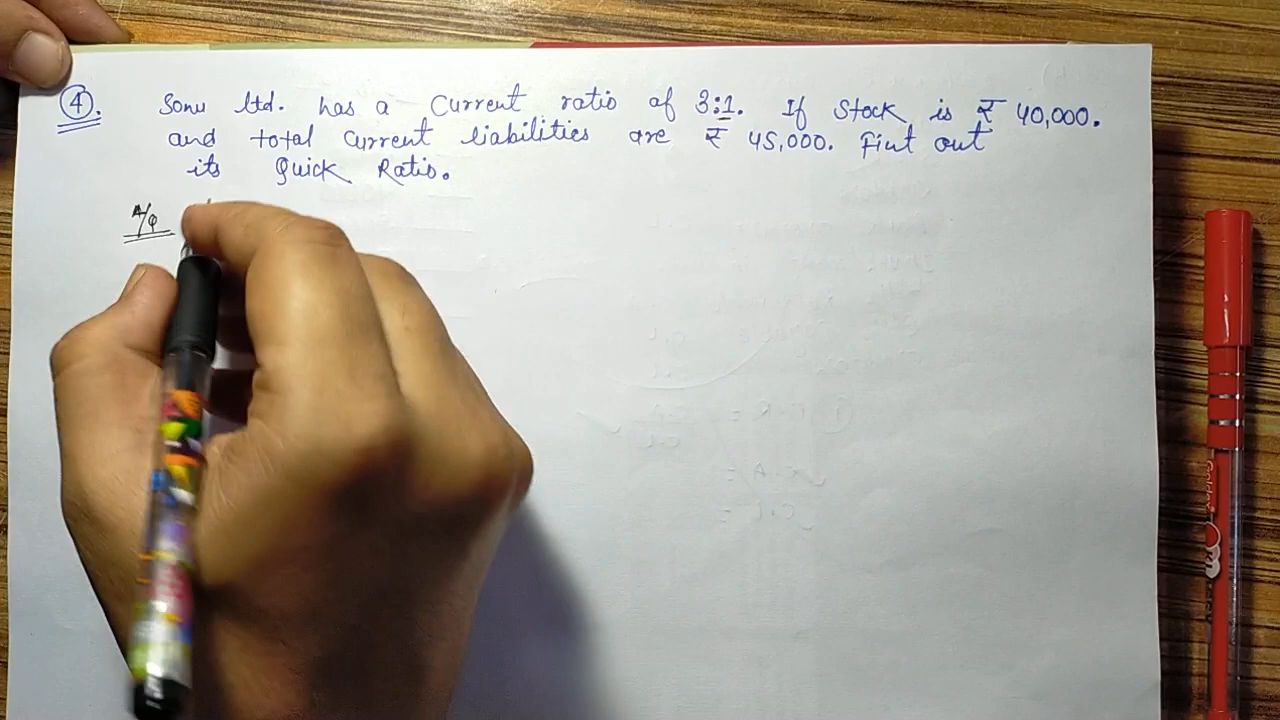 4. Sonu ltd. has a Current ratio of 3:1. If Stock is ₹ 40,000.
and total Current liabilities are ₹ 45,000. Fint out
its Quick Ratio.